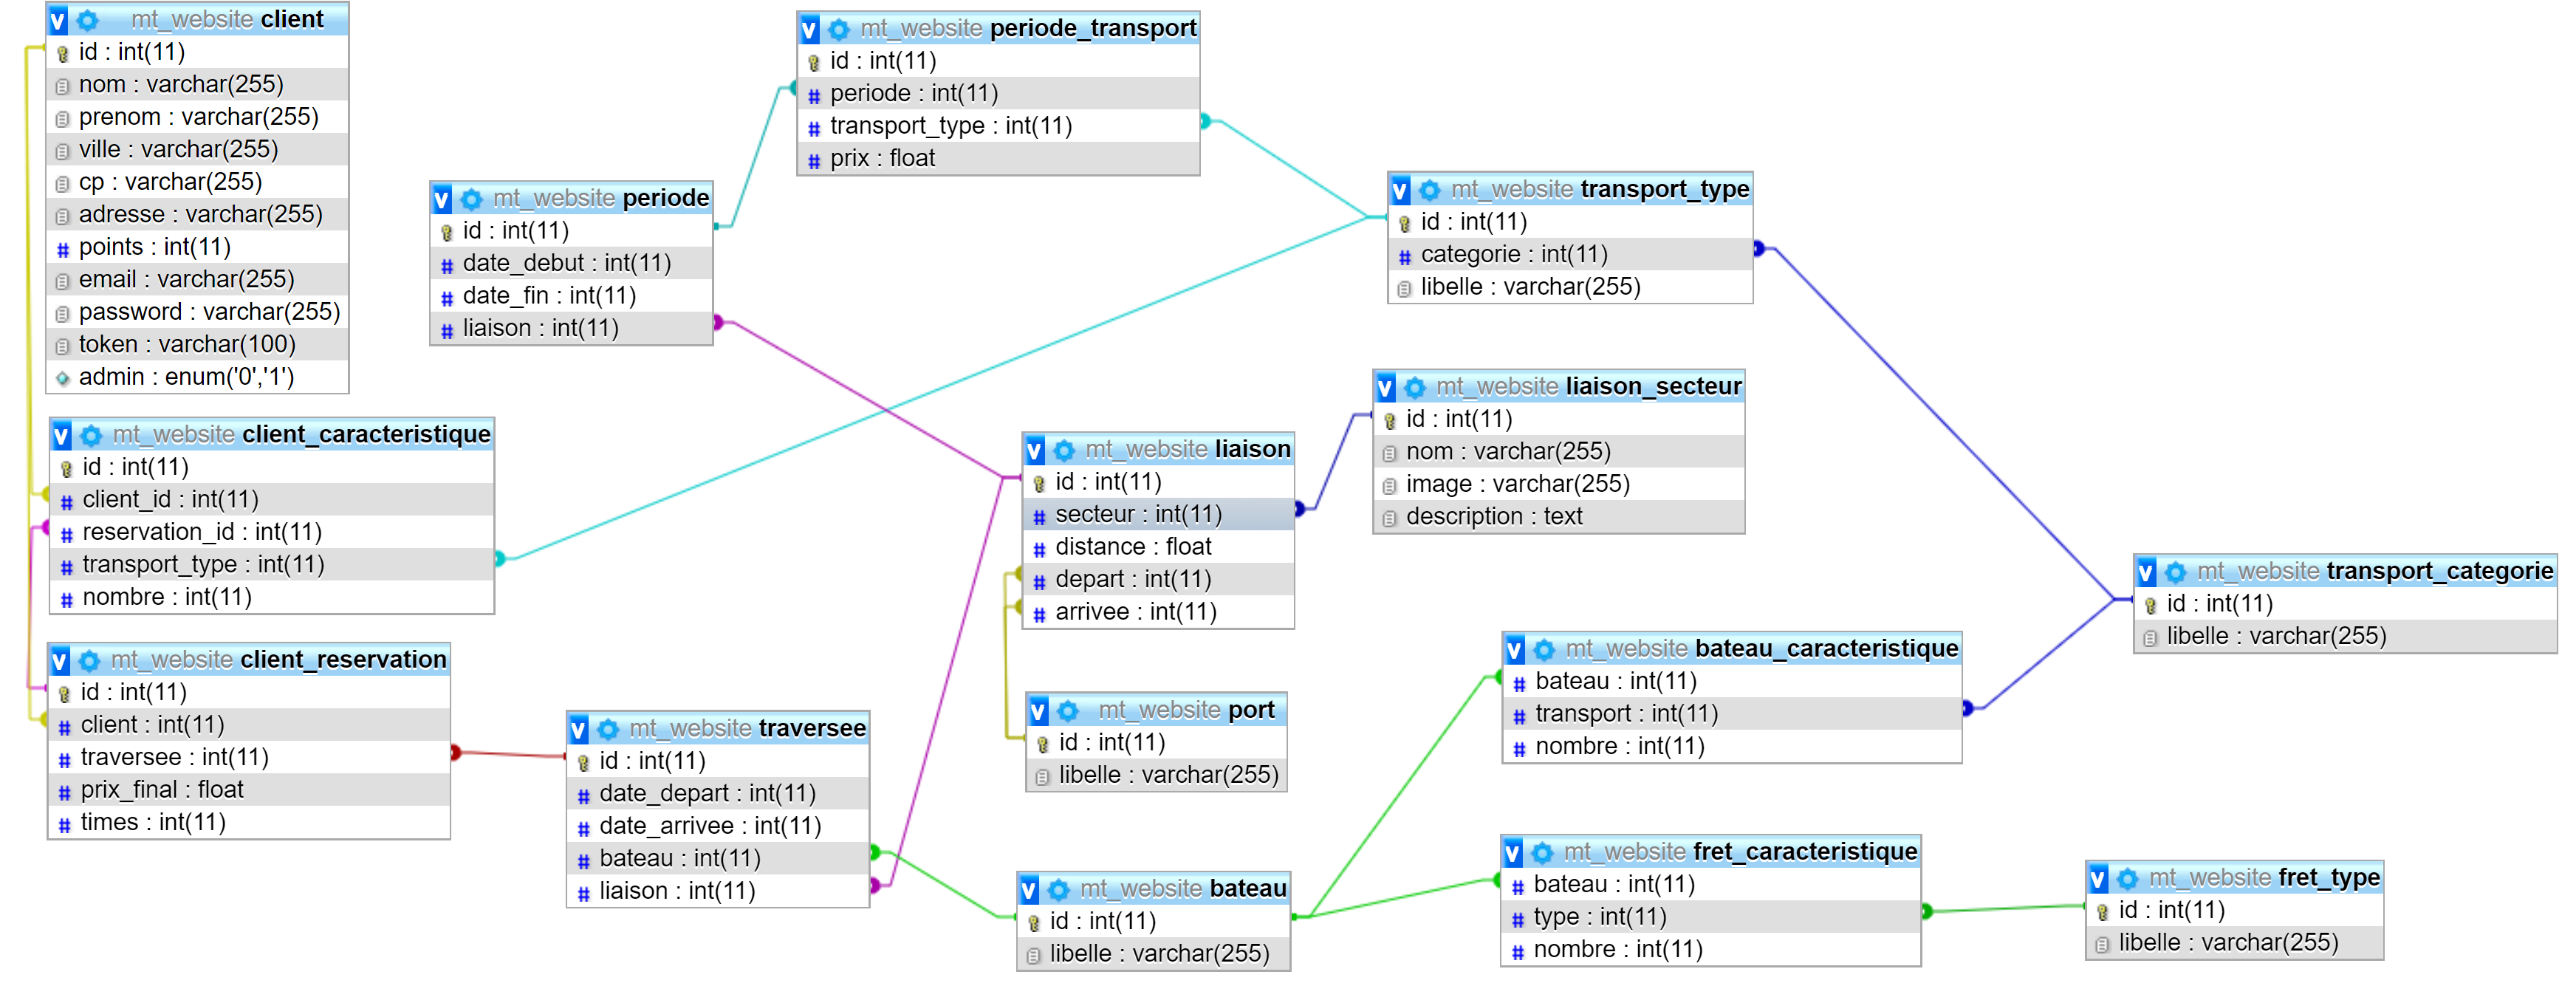 v mt_website client
id : int(11)
nom : varchar(255)
prenom : varchar(255)
ville : varchar(255)
cp : varchar(255)
adresse : varchar(255)
# points : int(11)
email : varchar(255)
password : varchar(255)
token : varchar(100)
admin : enum('0','1')
v mt_website client_caracteristique
id : int(11)
# client_id : int(11)
# reservation_id : int(11)
# transport_type : int(11)
# nombre : int(11)
v mt_website client_reservation
id : int(11)
# client : int(11)
# traversee : int(11)
# prix_final : float
# times : int(11)
v mt_website periode
id : int(11)
# date_debut : int(11)
# date_fin : int(11)
# liaison : int(11)
v mt_website periode_transport
id : int(11)
# periode : int(11)
# transport_type : int(11)
# prix : float
v mt_website traversee
id : int(11)
# date_depart : int(11)
# date_arrivee : int(11)
# bateau : int(11)
# liaison : int(11)
v mt_website liaison
id : int(11)
# secteur : int(11)
# distance : float
# depart : int(11)
# arrivee : int(11)
v mt_website port
id : int(11)
libelle : varchar(255)
v mt_website bateau
id : int(11)
libelle : varchar(255)
v mt_website transport_type
id : int(11)
# categorie : int(11)
libelle : varchar(255)
v mt_website liaison_secteur
id : int(11)
nom : varchar(255)
image : varchar(255)
description : text
v mt_website bateau_caracteristique
# bateau : int(11)
# transport : int(11)
# nombre : int(11)
v mt_website fret_caracteristique
# bateau : int(11)
# type : int(11)
# nombre : int(11)
v mt_website transport_categorie
id : int(11)
libelle : varchar(255)
v mt_website fret_type
id : int(11)
libelle : varchar(255)